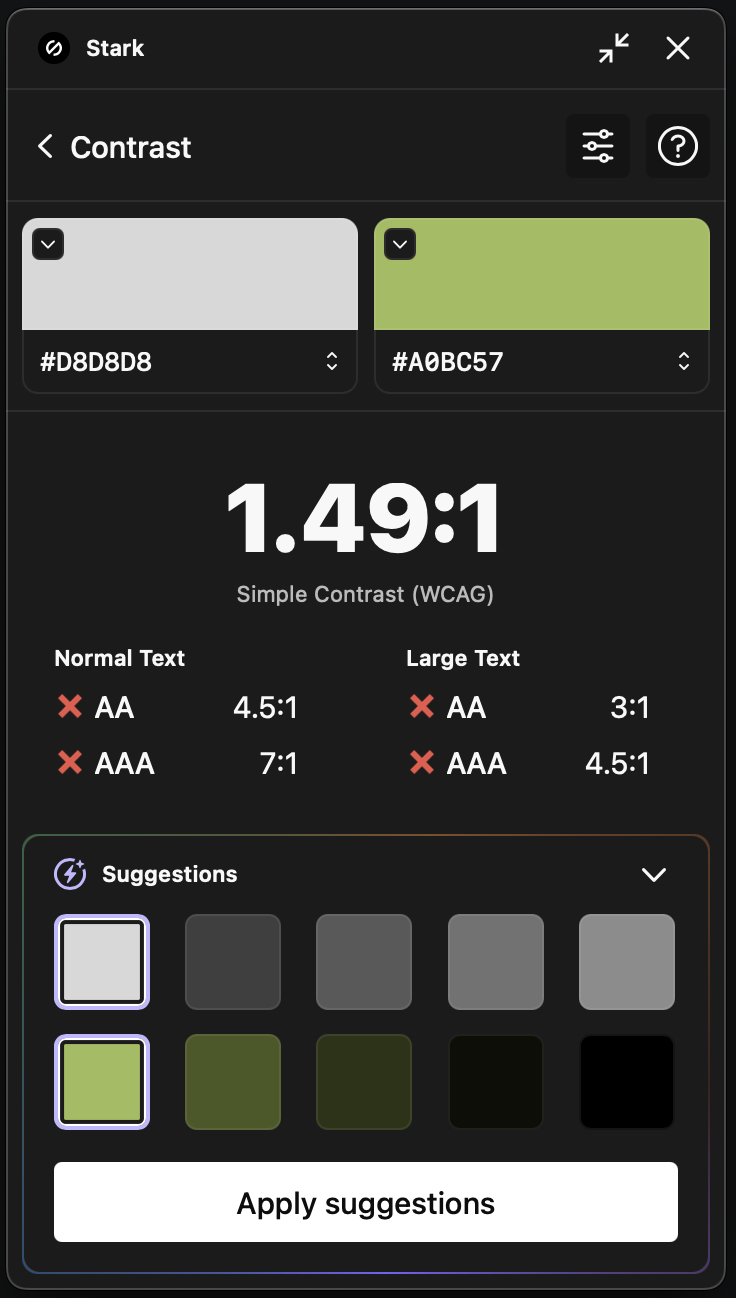 Stark
Contrast
#D8D8D8
#A0BC57
1.49:1
Simple Contrast (WCAG)
Normal Text
Large Text
AA 4.5:1
AA 3:1
AAA 7:1
AAA 4.5:1
Suggestions
Apply suggestions